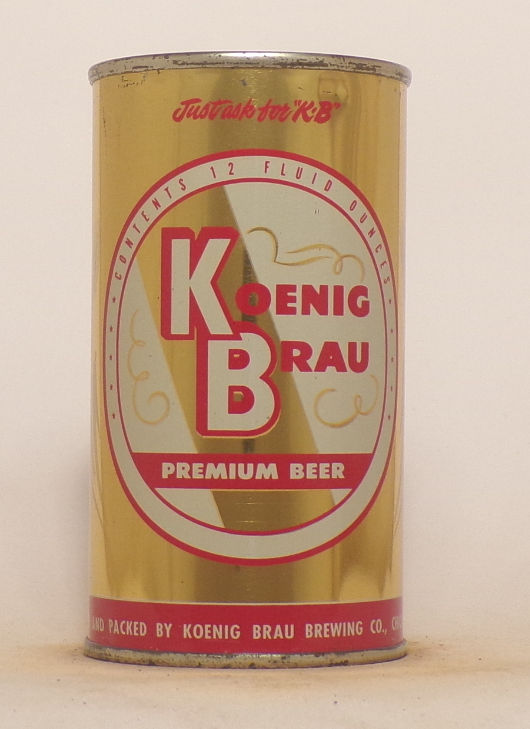 Just ask for "K·B"
CONTENTS 12 FLUID OUNCES
KOENIG
BRAU
PREMIUM BEER
AND PACKED BY KOENIG BRAU BREWING CO.,